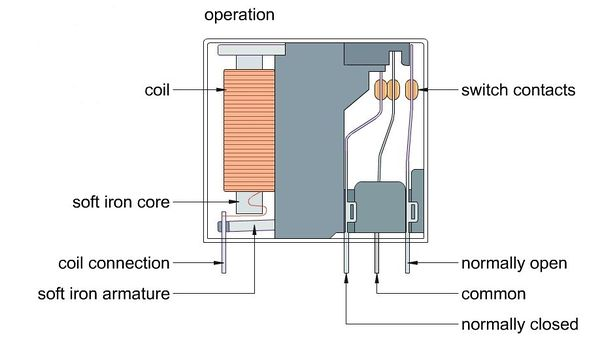 operation
coil
switch contacts
soft iron core
coil connection
normally open
soft iron armature
common
normally closed